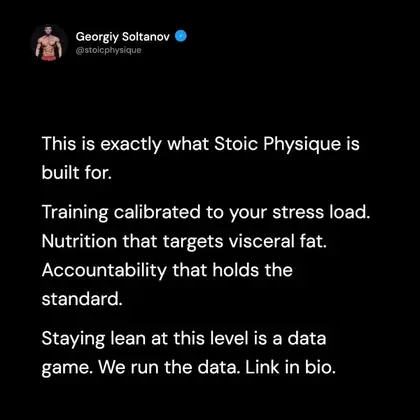 Georgiy Soltanov
@stoicphysique
This is exactly what Stoic Physique is
built for.
Training calibrated to your stress load.
Nutrition that targets visceral fat.
Accountability that holds the
standard.
Staying lean at this level is a data
game. We run the data. Link in bio.